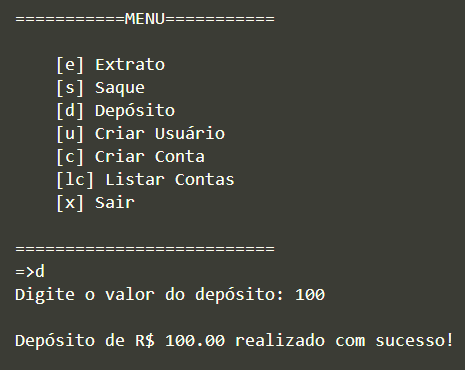 ===========MENU===========
[e] Extrato
[s] Saque
[d] Depósito
[u] Criar Usuário
[c] Criar Conta
[lc] Listar Contas
[x] Sair
==========================
=>d
Digite o valor do depósito: 100
Depósito de R$ 100.00 realizado com sucesso!